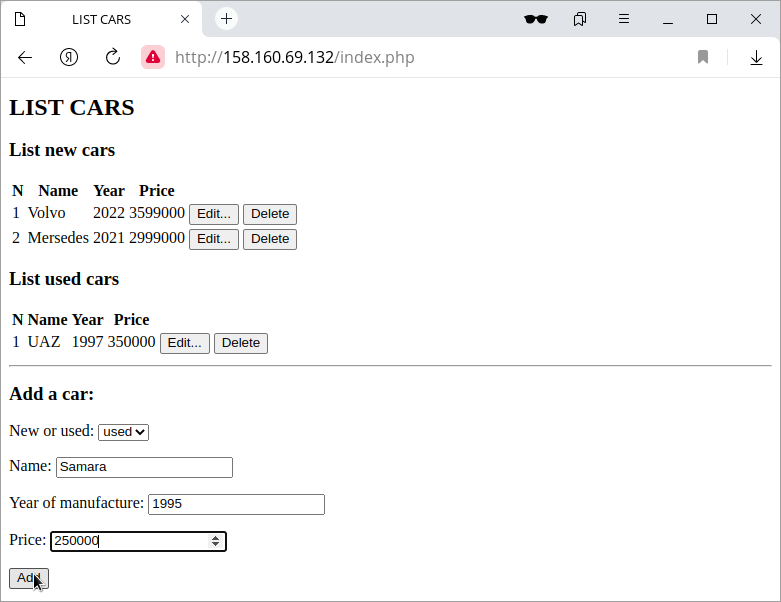 LIST CARS
http://158.160.69.132/index.php
LIST CARS
List new cars
N Name Year Price
1 Volvo 2022 3599000 Edit... Delete
2 Mersedes 2021 2999000 Edit... Delete
List used cars
N Name Year Price
1 UAZ 1997 350000 Edit... Delete
Add a car:
New or used: used
Name: Samara
Year of manufacture: 1995
Price: 250000
Add